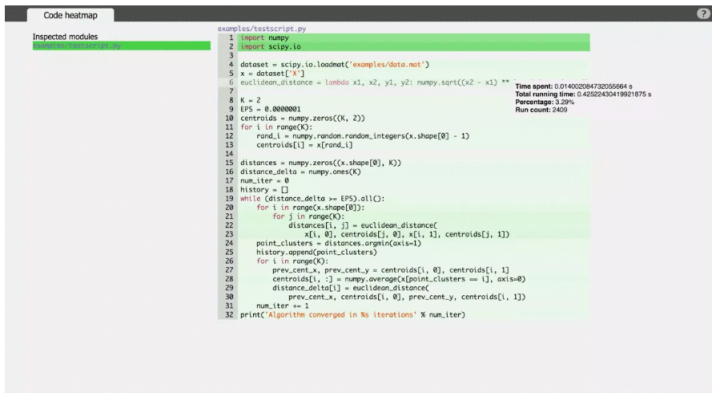 Code heatmap
?
Inspected modules
examples/testscript.py
examples/testscript.py
1 import numpy
2 import scipy.io
3
4 dataset = scipy.io.loadmat('examples/data.mat')
5 x = dataset['X']
6 euclidean_distance = lambda x1, x2, y1, y2: numpy.sqrt((x2 - x1) **
7
8 K = 2
9 EPS = 0.0000001
10 centroids = numpy.zeros((K, 2))
11 for i in range(K):
12     rand_i = numpy.random.random_integers(x.shape[0] - 1)
13     centroids[i] = x[rand_i]
14
15 distances = numpy.zeros((x.shape[0], K))
16 distance_delta = numpy.ones(K)
17 num_iter = 0
18 history = []
19 while (distance_delta >= EPS).all():
20     for i in range(x.shape[0]):
21         for j in range(K):
22             distances[i, j] = euclidean_distance(
23                 x[i, 0], centroids[j, 0], x[i, 1], centroids[j, 1])
24     point_clusters = distances.argmin(axis=1)
25     history.append(point_clusters)
26     for i in range(K):
27         prev_cent_x, prev_cent_y = centroids[i, 0], centroids[i, 1]
28         centroids[i, :] = numpy.average(x[point_clusters == i], axis=0)
29         distance_delta[i] = euclidean_distance(
30             prev_cent_x, centroids[i, 0], prev_cent_y, centroids[i, 1])
31     num_iter += 1
32 print('Algorithm converged in %s iterations' % num_iter)
Time spent: 0.014002084732055664 s
Total running time: 0.42522430419921875 s
Percentage: 3.29%
Run count: 2409